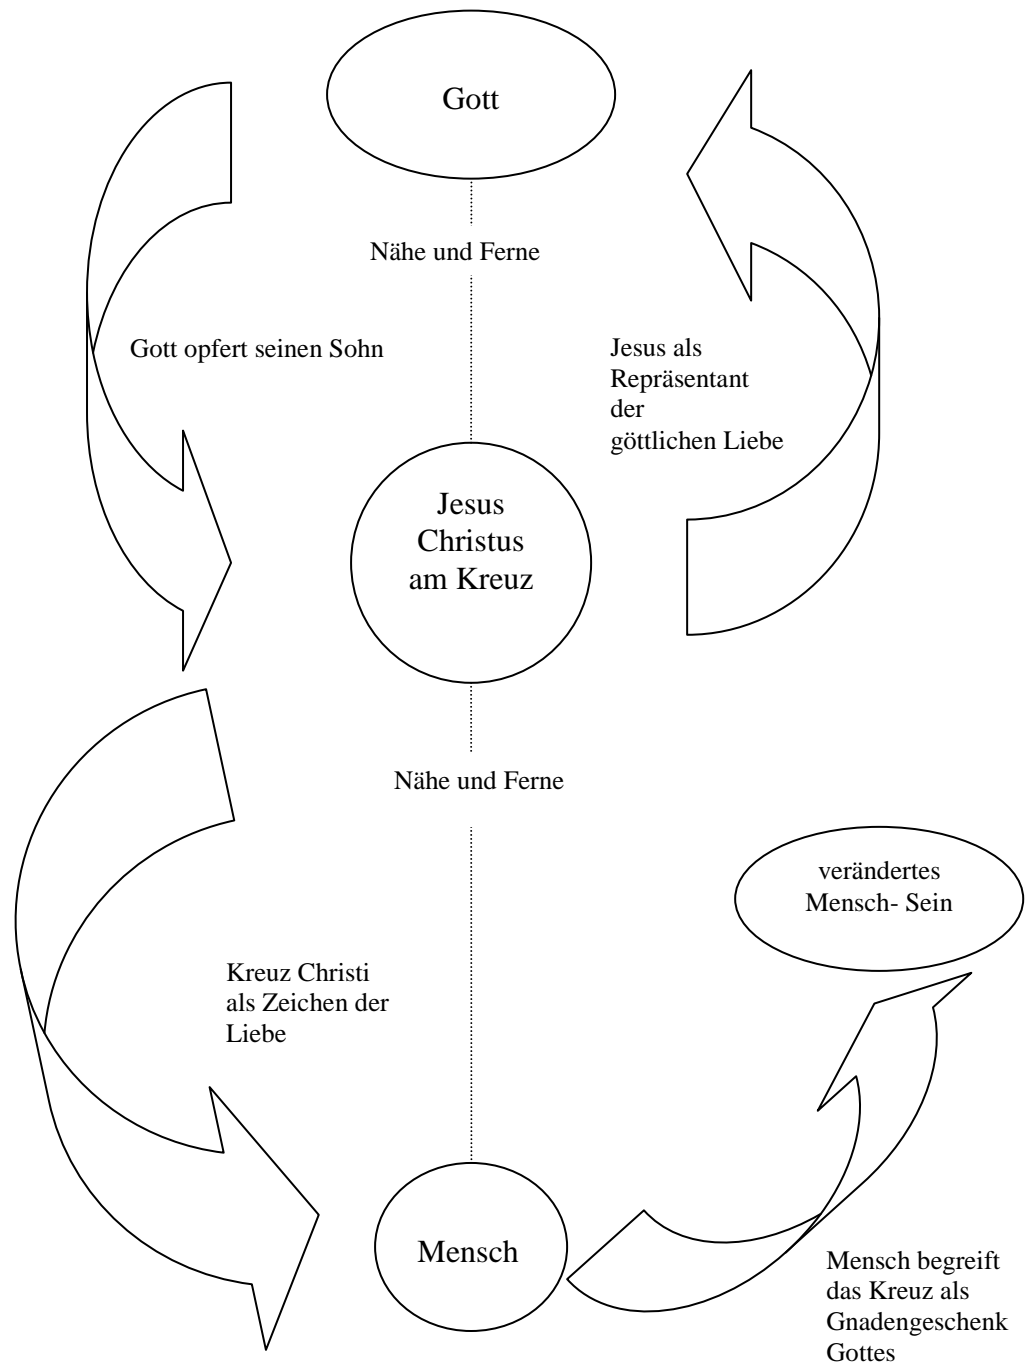 Gott
Nähe und Ferne
Gott opfert seinen Sohn
Jesus als
Repräsentant
der
göttlichen Liebe
Jesus
Christus
am Kreuz
Nähe und Ferne
verändertes
Mensch- Sein
Kreuz Christi
als Zeichen der
Liebe
Mensch
Mensch begreift
das Kreuz als
Gnadengeschenk
Gottes